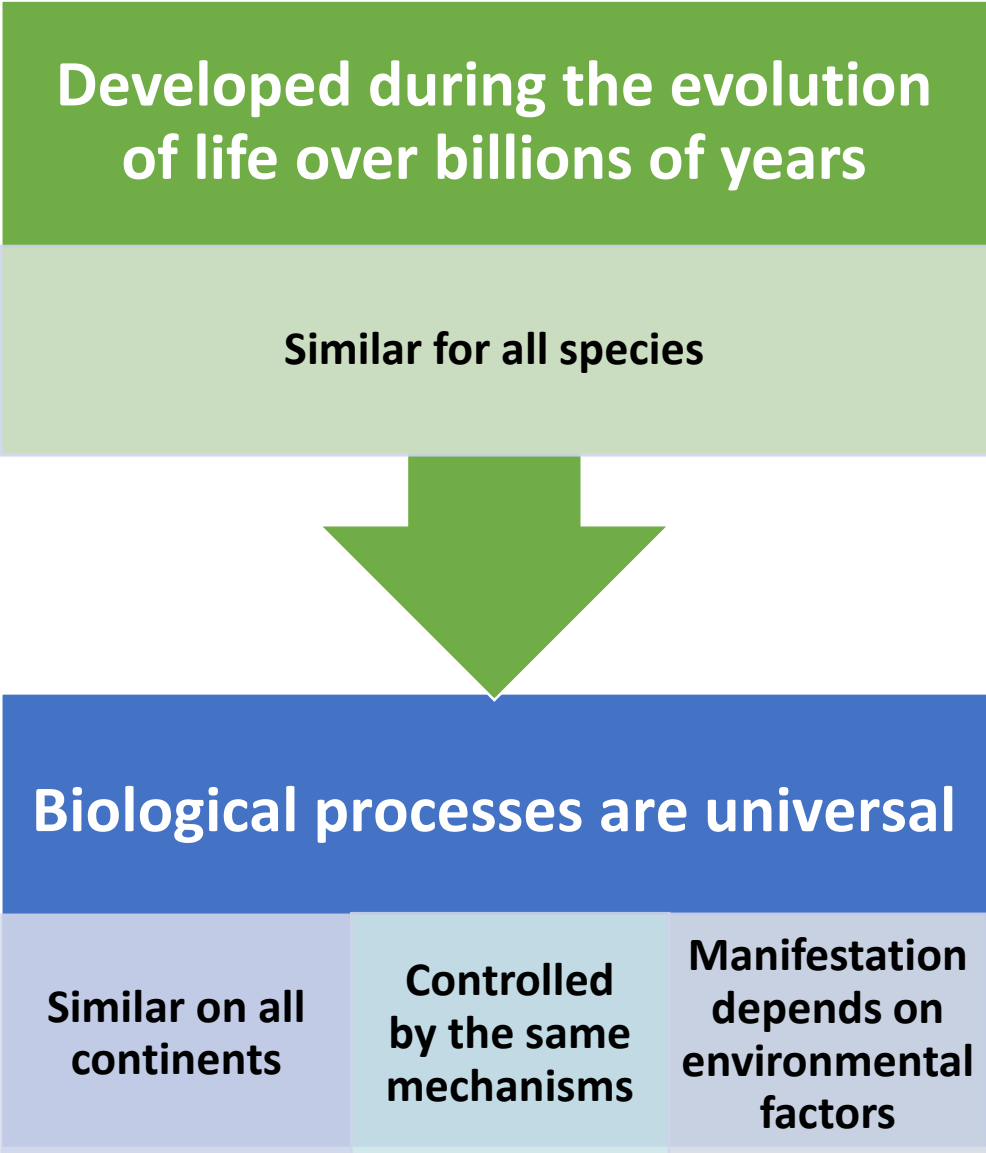 Developed during the evolution
of life over billions of years
Similar for all species
Biological processes are universal
Similar on all
continents
Controlled
by the same
mechanisms
Manifestation
depends on
environmental
factors